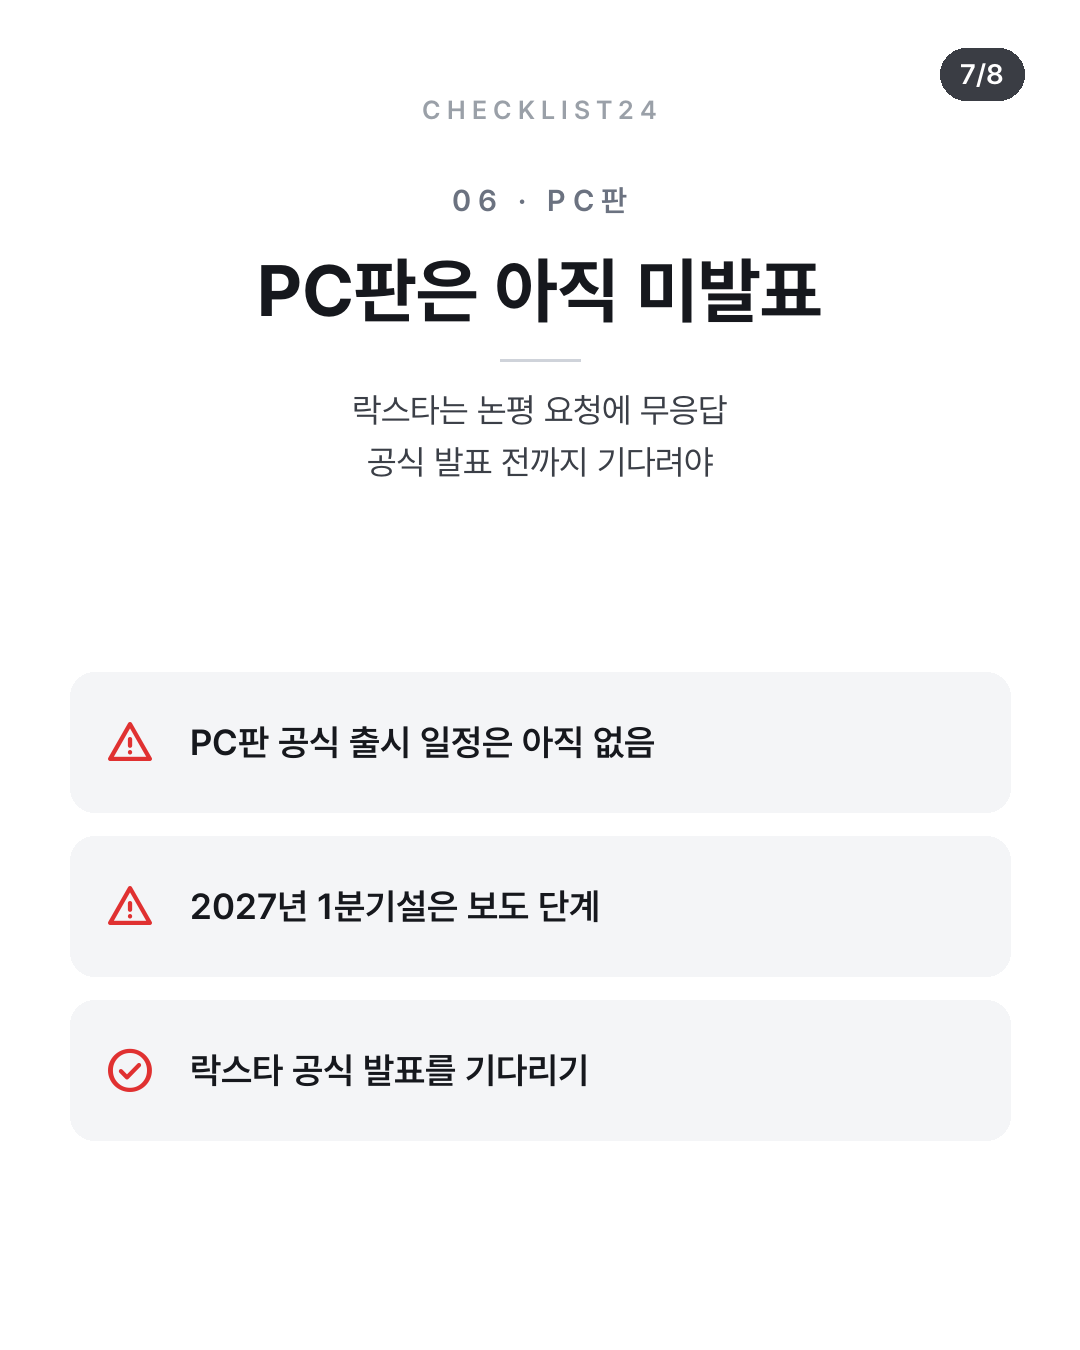 7/8
CHECKLIST24
06 · PC판
PC판은 아직 미발표
락스타는 논평 요청에 무응답
공식 발표 전까지 기다려야
PC판 공식 출시 일정은 아직 없음
2027년 1분기설은 보도 단계
락스타 공식 발표를 기다리기